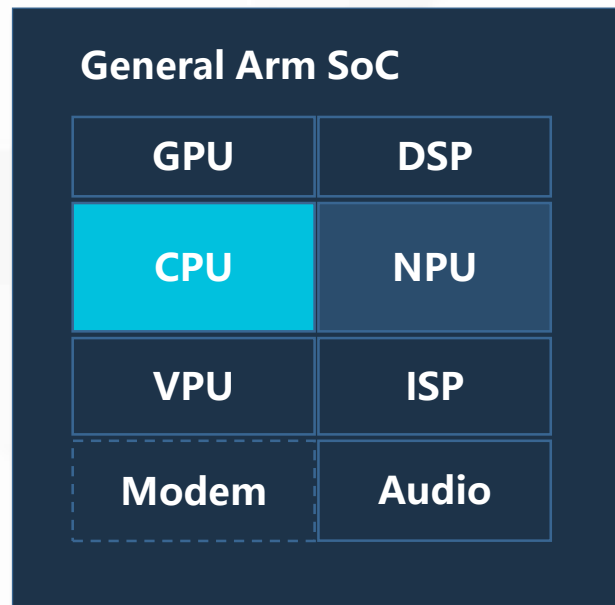 General Arm SoC
GPU DSP
CPU NPU
VPU ISP
Modem Audio